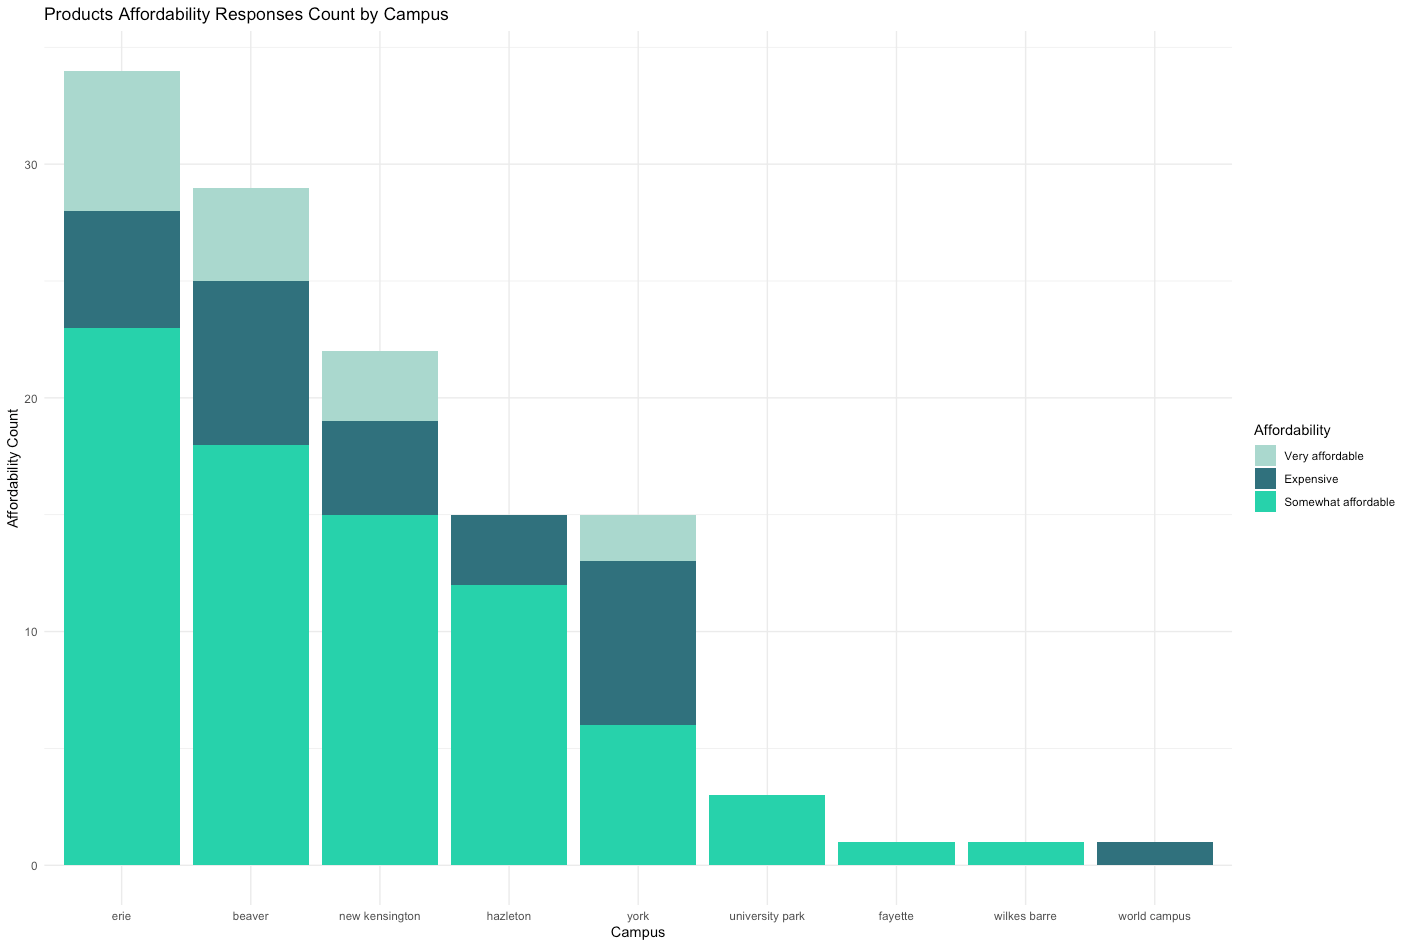 Products Affordability Responses Count by Campus
Affordability Count
30
20
10
0
erie
beaver
new kensington
hazleton
york
university park
fayette
wilkes barre
world campus
Campus
Affordability
Very affordable
Expensive
Somewhat affordable